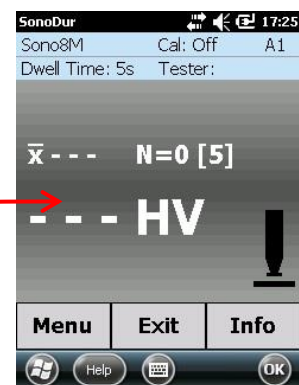 SonoDur 17:25
Sono8M Cal: Off A1
Dwell Time: 5s Tester:
x̅ - - - N=0 [5]
- - - HV
Menu Exit Info
Help OK